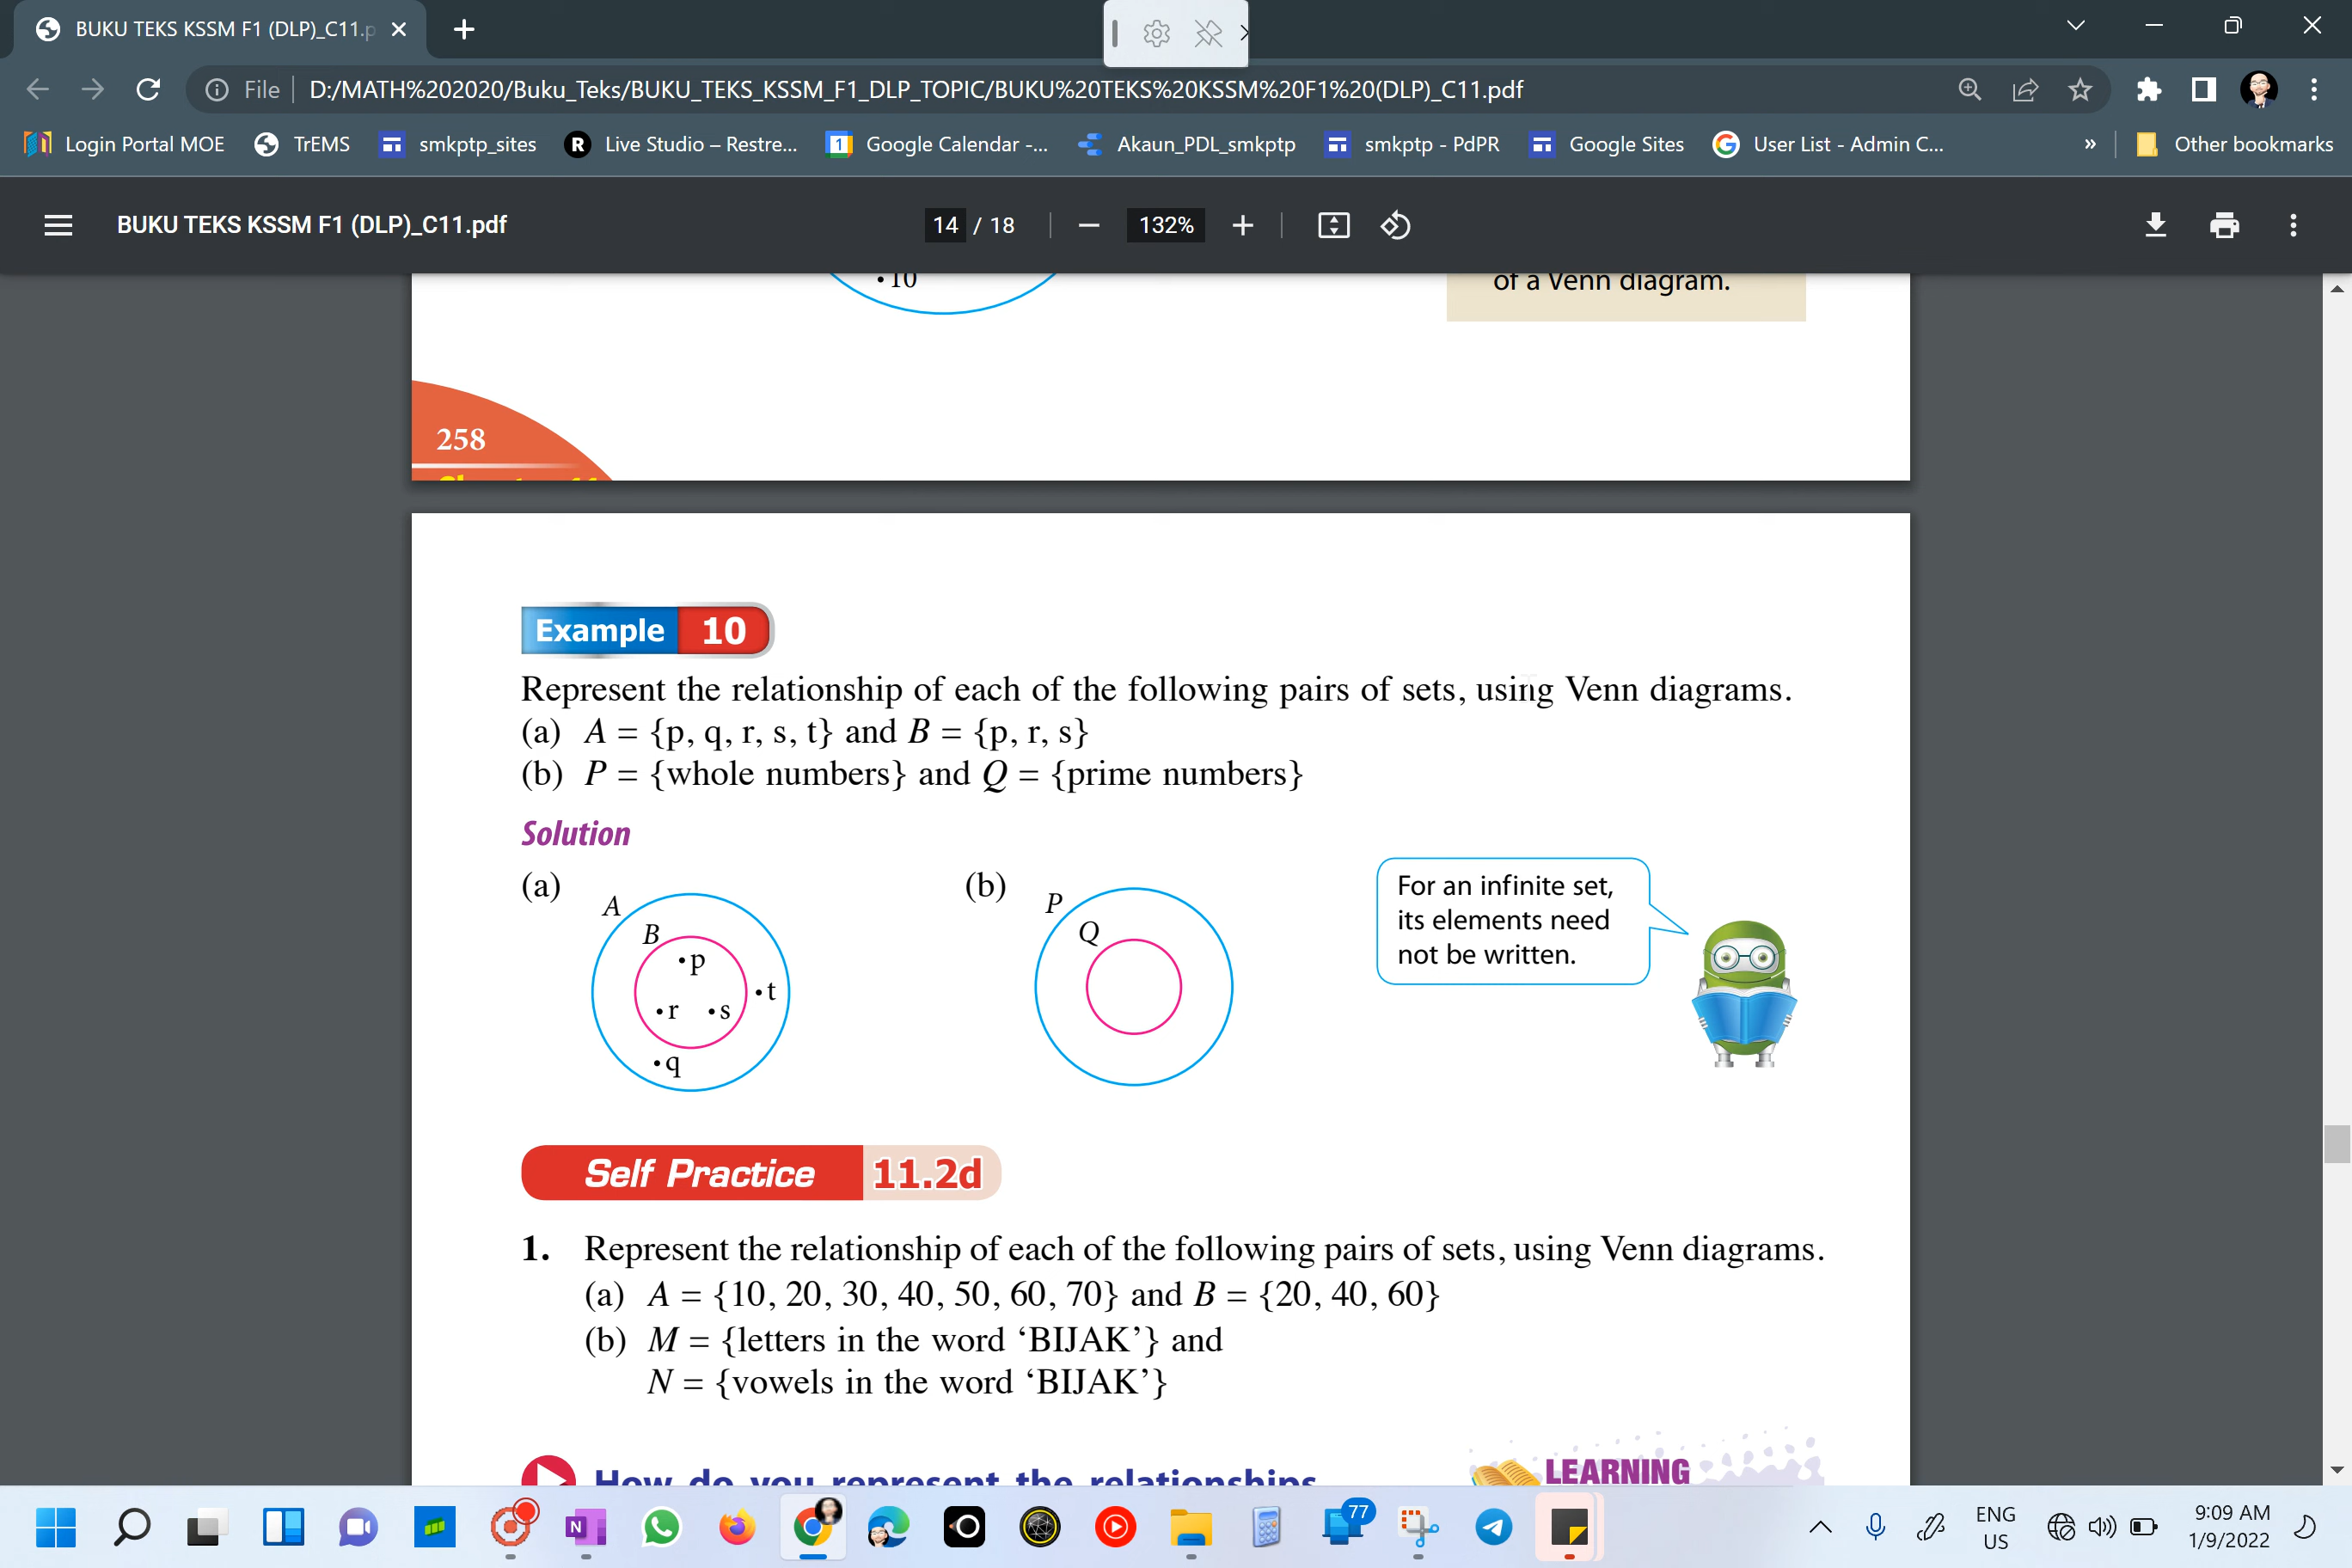 BUKU TEKS KSSM F1 (DLP)_C11.p
File D:/MATH%202020/Buku_Teks/BUKU_TEKS_KSSM_F1_DLP_TOPIC/BUKU%20TEKS%20KSSM%20F1%20(DLP)_C11.pdf
Login Portal MOE TrEMS smkptp_sites R Live Studio – Restre... 1 Google Calendar -... Akaun_PDL_smkptp smkptp - PdPR Google Sites User List - Admin C... » Other bookmarks
BUKU TEKS KSSM F1 (DLP)_C11.pdf 14 / 18 132%
• 10
of a Venn diagram.
258
Example 10
Represent the relationship of each of the following pairs of sets, using Venn diagrams.
(a) A = {p, q, r, s, t} and B = {p, r, s}
(b) P = {whole numbers} and Q = {prime numbers}
Solution
(a)
A
B
•p
•r •s
•t
•q
(b)
P
Q
For an infinite set,
its elements need
not be written.
Self Practice 11.2d
1. Represent the relationship of each of the following pairs of sets, using Venn diagrams.
(a) A = {10, 20, 30, 40, 50, 60, 70} and B = {20, 40, 60}
(b) M = {letters in the word ‘BIJAK’} and
N = {vowels in the word ‘BIJAK’}
How do you represent the relationships
LEARNING
N
77
ENG
US
9:09 AM
1/9/2022